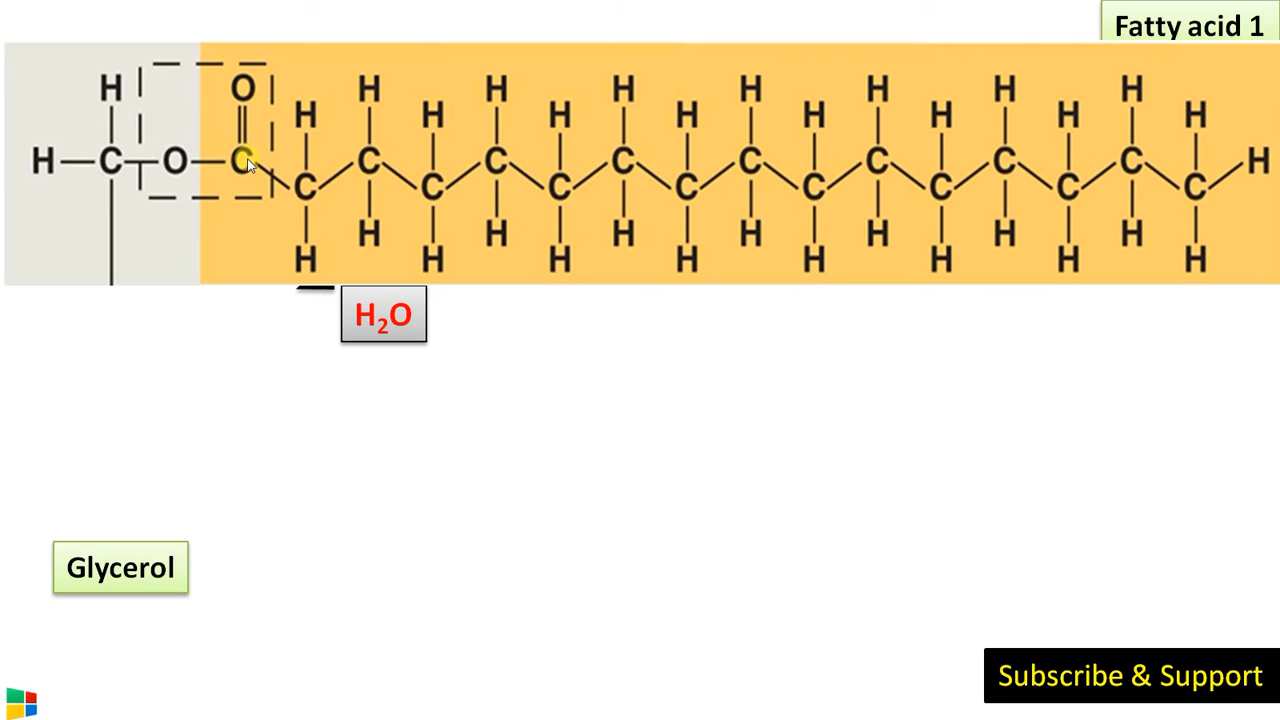 Fatty acid 1
H O H H H H H H H
H H H H H H H H
H C O C C C C C C C C H
C C C C C C C C
H H H H H H H
H H H H H H H H
H₂O
Glycerol
Subscribe & Support